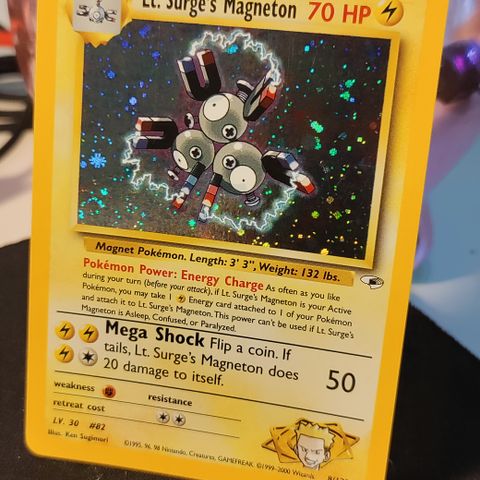 Lt. Surge's Magneton 70 HP
Magnet Pokémon. Length: 3' 3", Weight: 132 lbs.
Pokémon Power: Energy Charge As often as you like
during your turn (before your attack), if Lt. Surge's Magneton is your Active
Pokémon, you may take 1 Energy card attached to 1 of your Pokémon
and attach it to Lt. Surge's Magneton. This power can't be used if Lt. Surge's
Magneton is Asleep, Confused, or Paralyzed.
Mega Shock Flip a coin. If
tails, Lt. Surge's Magneton does
20 damage to itself.
50
weakness
resistance
retreat cost
LV. 30 #82
Illus. Ken Sugimori
©1995, 96, 98 Nintendo, Creatures, GAMEFREAK. ©1999-2000 Wizards.